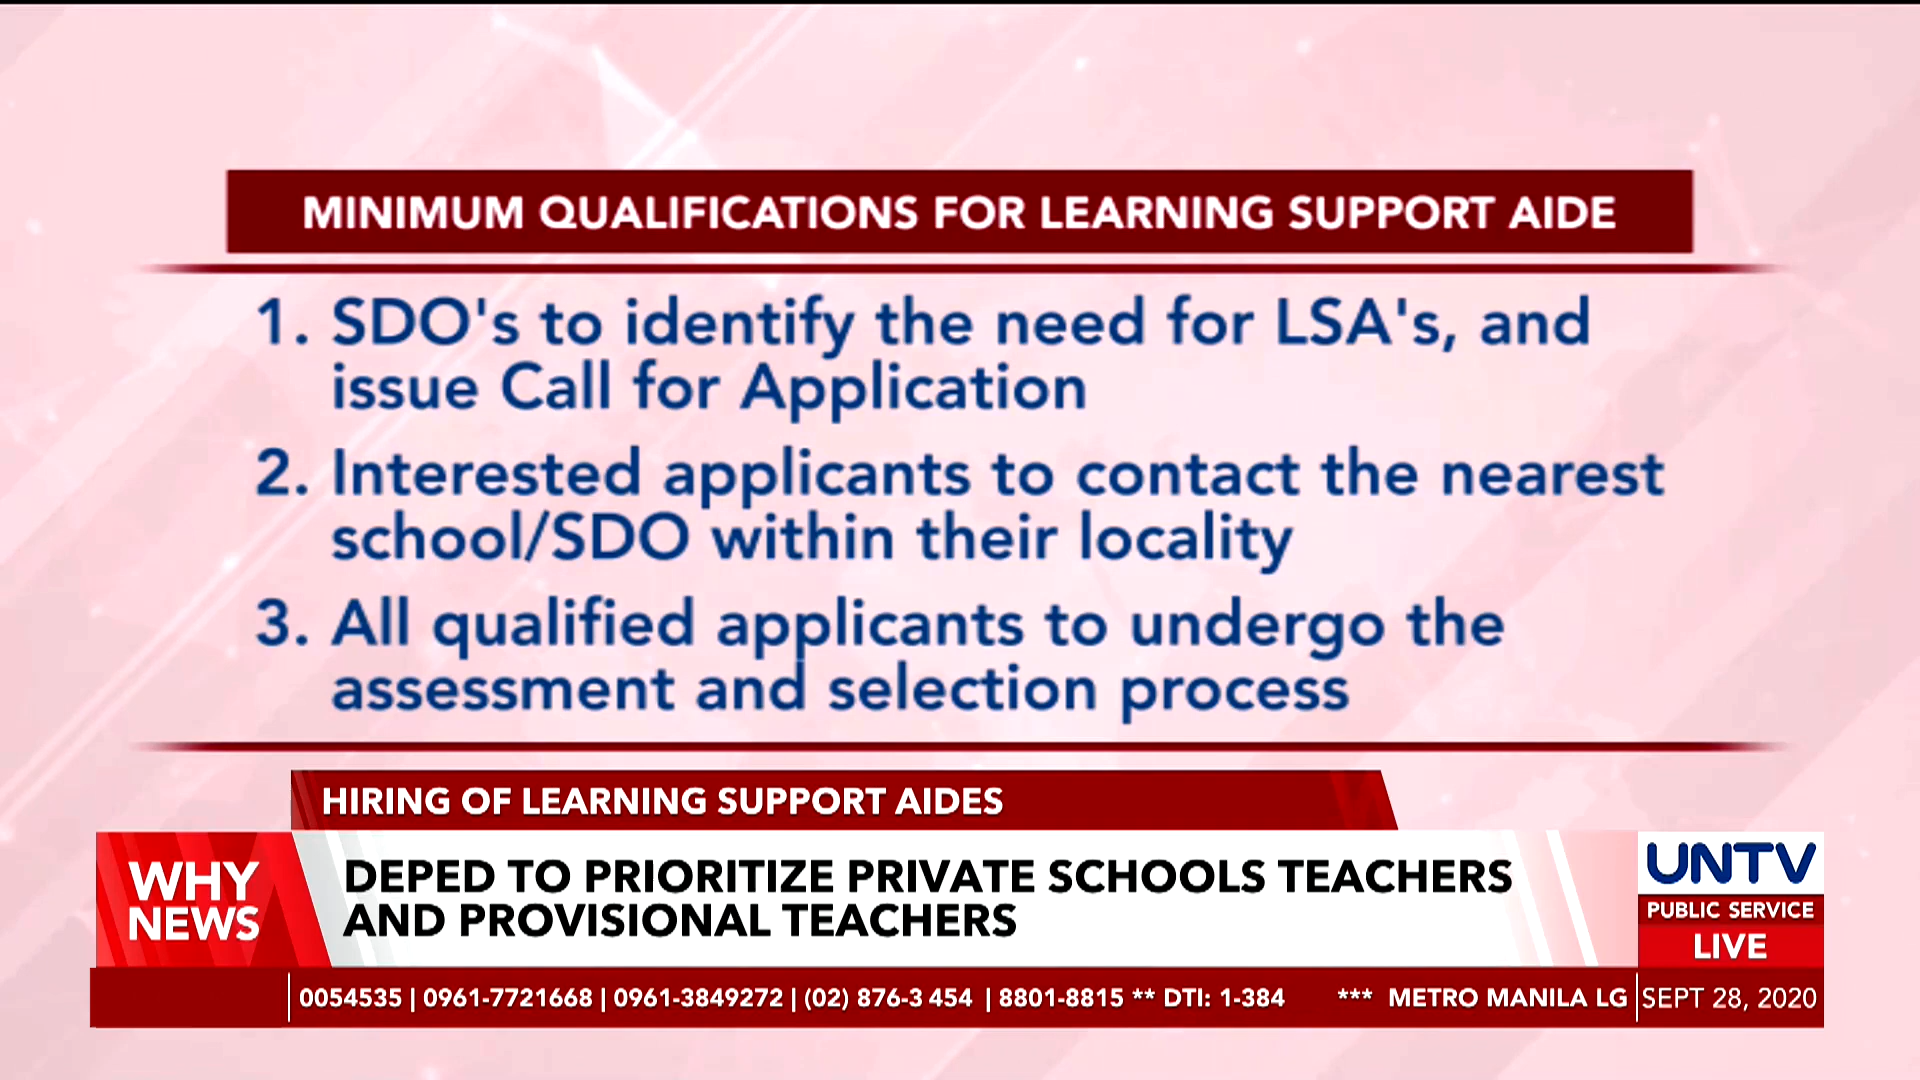 MINIMUM QUALIFICATIONS FOR LEARNING SUPPORT AIDE
1. SDO's to identify the need for LSA's, and
issue Call for Application
2. Interested applicants to contact the nearest
school/SDO within their locality
3. All qualified applicants to undergo the
assessment and selection process
HIRING OF LEARNING SUPPORT AIDES
WHY
NEWS
DEPED TO PRIORITIZE PRIVATE SCHOOLS TEACHERS
AND PROVISIONAL TEACHERS
UNTV
PUBLIC SERVICE
LIVE
0054535 | 0961-7721668 | 0961-3849272 | (02) 876-3 454 | 8801-8815 ** DTI: 1-384 *** METRO MANILA LG
SEPT 28, 2020